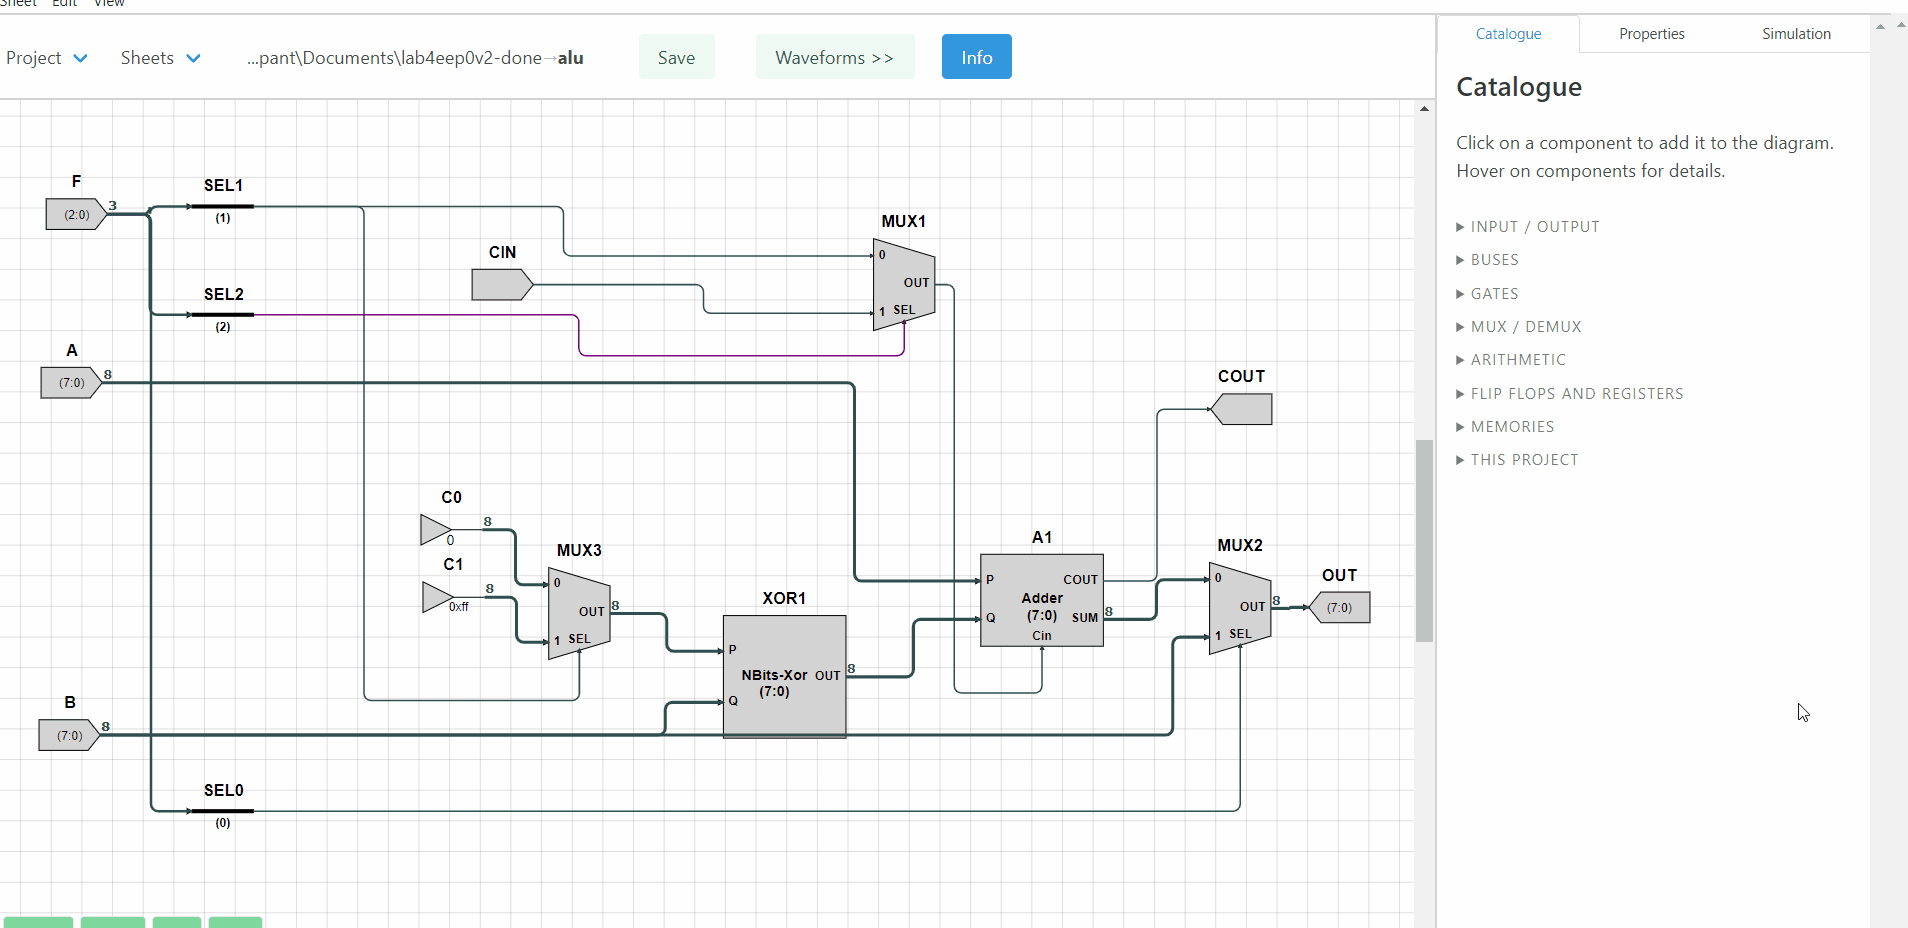 Sheet Edit View
Project Sheets ...pant\Documents\lab4eep0v2-done→alu Save Waveforms >> Info
Catalogue Properties Simulation
Catalogue
Click on a component to add it to the diagram.
Hover on components for details.
INPUT / OUTPUT
BUSES
GATES
MUX / DEMUX
ARITHMETIC
FLIP FLOPS AND REGISTERS
MEMORIES
THIS PROJECT
F
(2:0)
3
SEL1
(1)
MUX1
0
OUT
1 SEL
CIN
SEL2
(2)
A
(7:0)
8
COUT
C0
8
0
C1
8
0xff
MUX3
0
OUT
8
1 SEL
XOR1
P
NBits-Xor
(7:0)
OUT
8
Q
A1
P
COUT
Adder
(7:0)
Q
SUM
8
Cin
MUX2
0
OUT
8
1 SEL
OUT
(7:0)
B
(7:0)
8
SEL0
(0)